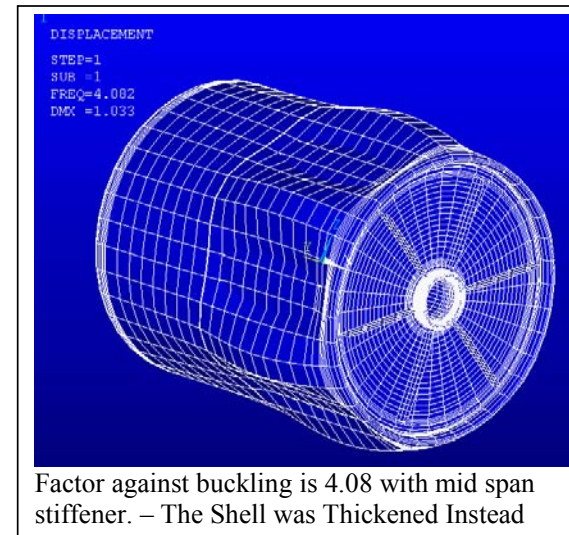 1
DISPLACEMENT
STEP=1
SUB =1
FREQ=4.082
DMX =1.033
Factor against buckling is 4.08 with mid span
stiffener. – The Shell was Thickened Instead